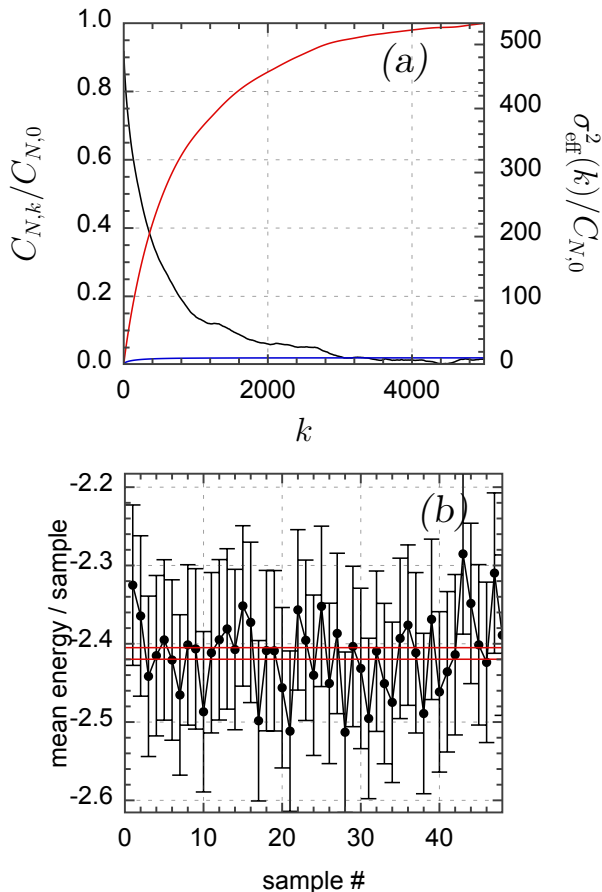 1.0
0.8
0.6
0.4
0.2
0.0
C_{N,k}/C_{N,0}
(a)
500
400
300
200
100
0
σ²_{eff}(k)/C_{N,0}
0 2000 4000
k
-2.2
-2.3
-2.4
-2.5
-2.6
mean energy / sample
(b)
0 10 20 30 40
sample #